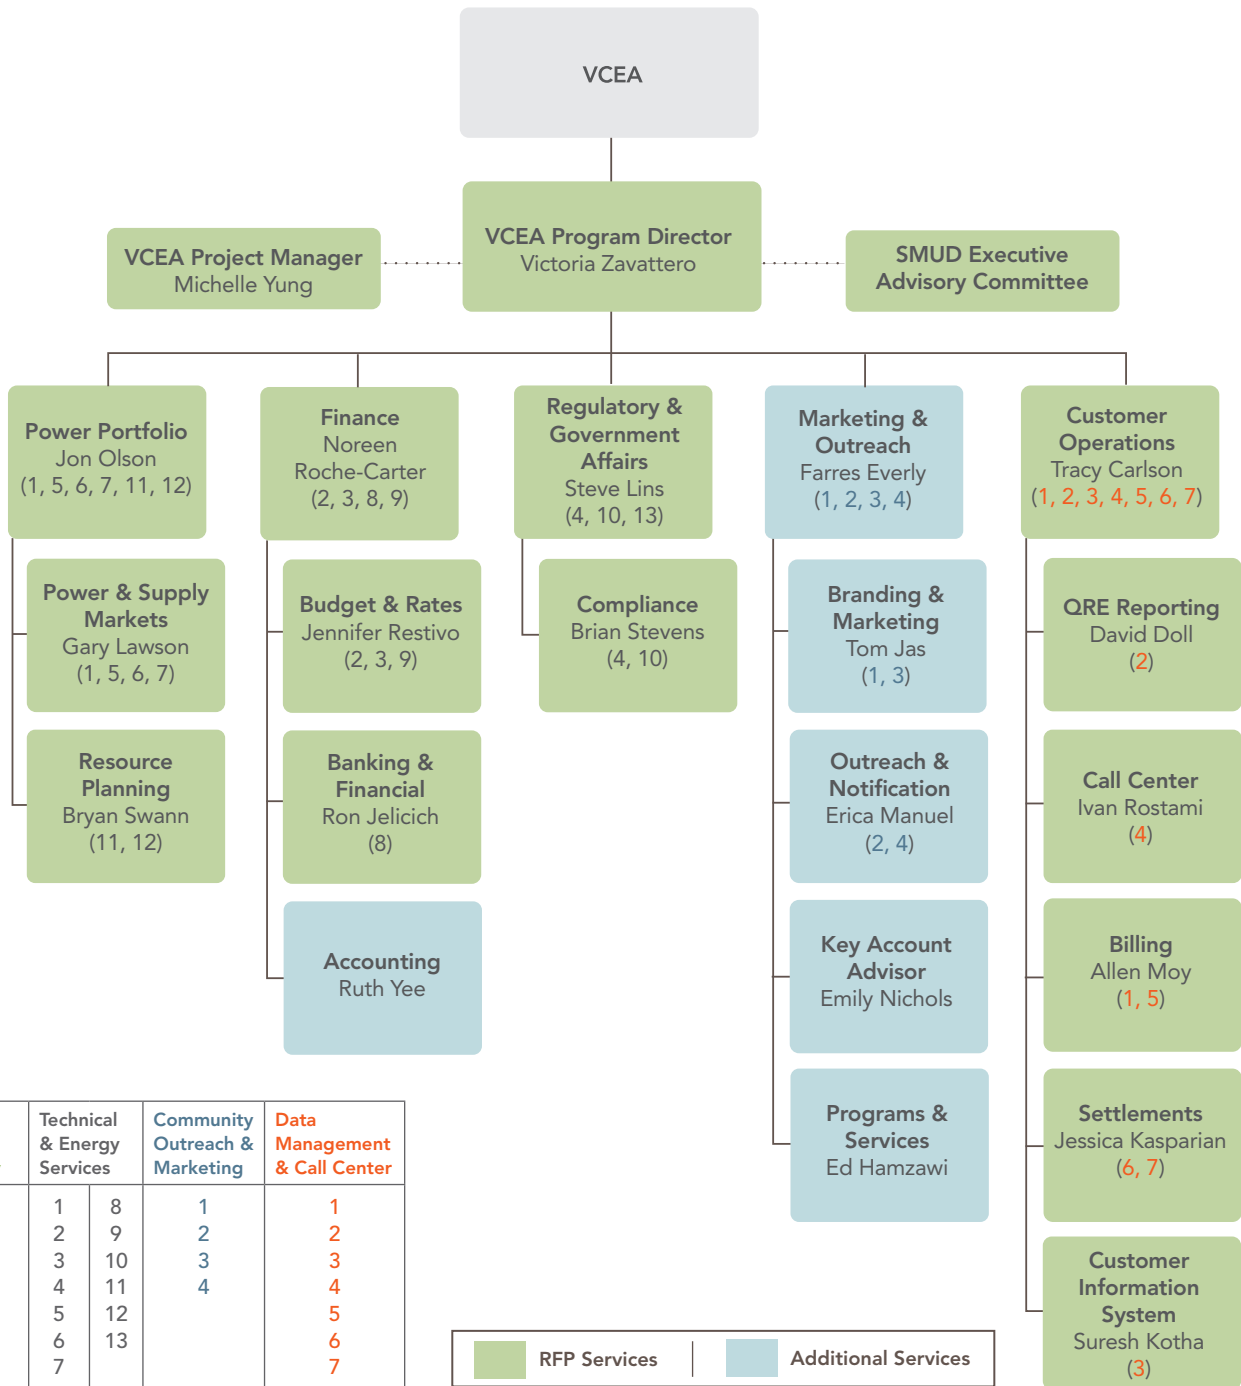 VCEA
VCEA Program Director
Victoria Zavattero
VCEA Project Manager
Michelle Yung
SMUD Executive
Advisory Committee
Power Portfolio
Jon Olson
(1, 5, 6, 7, 11, 12)
Power & Supply
Markets
Gary Lawson
(1, 5, 6, 7)
Resource
Planning
Bryan Swann
(11, 12)
Finance
Noreen
Roche-Carter
(2, 3, 8, 9)
Budget & Rates
Jennifer Restivo
(2, 3, 9)
Banking &
Financial
Ron Jelicich
(8)
Accounting
Ruth Yee
Regulatory &
Government
Affairs
Steve Lins
(4, 10, 13)
Compliance
Brian Stevens
(4, 10)
Marketing &
Outreach
Farres Everly
(1, 2, 3, 4)
Branding &
Marketing
Tom Jas
(1, 3)
Outreach &
Notification
Erica Manuel
(2, 4)
Key Account
Advisor
Emily Nichols
Programs &
Services
Ed Hamzawi
Customer
Operations
Tracy Carlson
(1, 2, 3, 4, 5, 6, 7)
QRE Reporting
David Doll
(2)
Call Center
Ivan Rostami
(4)
Billing
Allen Moy
(1, 5)
Settlements
Jessica Kasparian
(6, 7)
Customer
Information
System
Suresh Kotha
(3)
Technical
& Energy
Services
Community
Outreach &
Marketing
Data
Management
& Call Center
1 8 1 1
2 9 2 2
3 10 3 3
4 11 4 4
5 12 5
6 13 6
7 7
RFP Services
Additional Services